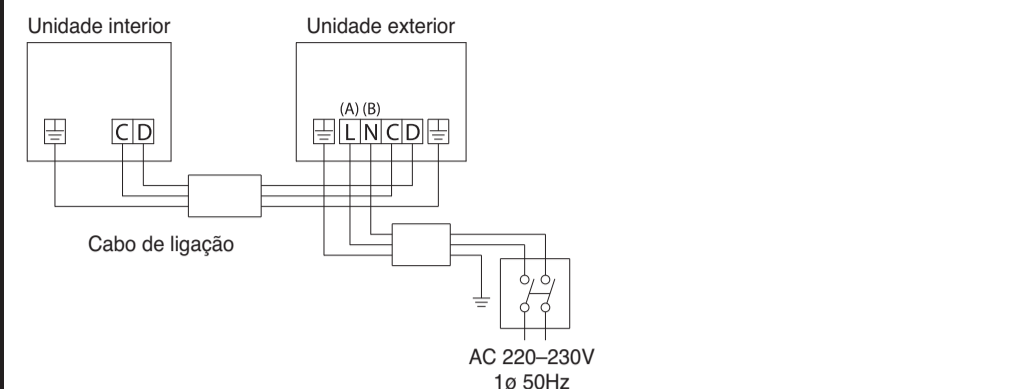 Unidade interior
Unidade exterior
(A) (B)
C D
L N C D
Cabo de ligação
AC 220–230V
1ø 50Hz